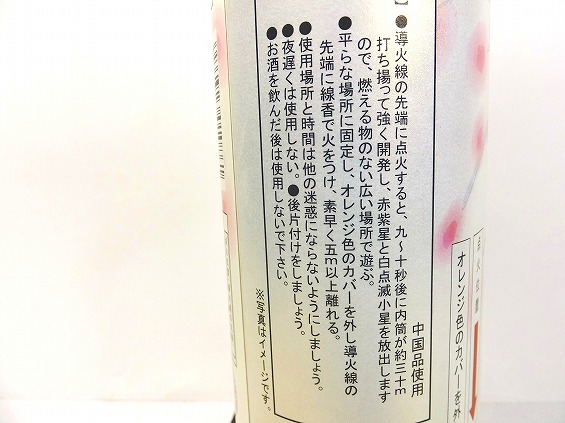 中国品使用
●導火線の先端に点火すると、九〜十秒後に内筒が約三十m
打ち揚って強く開発し、赤紫星と白点滅小星を放出します
ので、燃える物のない広い場所で遊ぶ。
●平らな場所に固定し、オレンジ色のカバーを外し導火線の
先端に線香で火をつけ、素早く五m以上離れる。
●使用場所と時間は他の迷惑にならないようにしましょう。
●夜遅くは使用しない。●後片付けをしましょう。
●お酒を飲んだ後は使用しないで下さい。
※写真はイメージです。
点火位置
オレンジ色のカバーを外